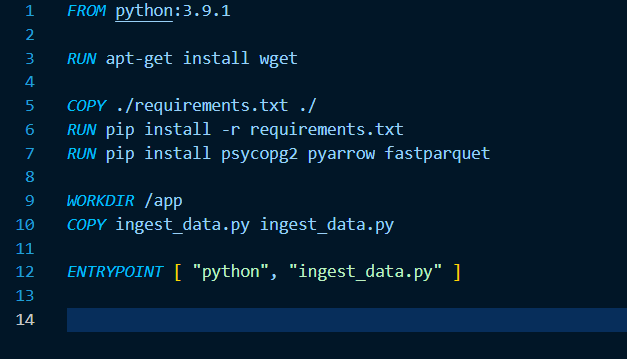 1 FROM python:3.9.1
2
3 RUN apt-get install wget
4
5 COPY ./requirements.txt ./
6 RUN pip install -r requirements.txt
7 RUN pip install psycopg2 pyarrow fastparquet
8
9 WORKDIR /app
10 COPY ingest_data.py ingest_data.py
11
12 ENTRYPOINT [ "python", "ingest_data.py" ]
13
14